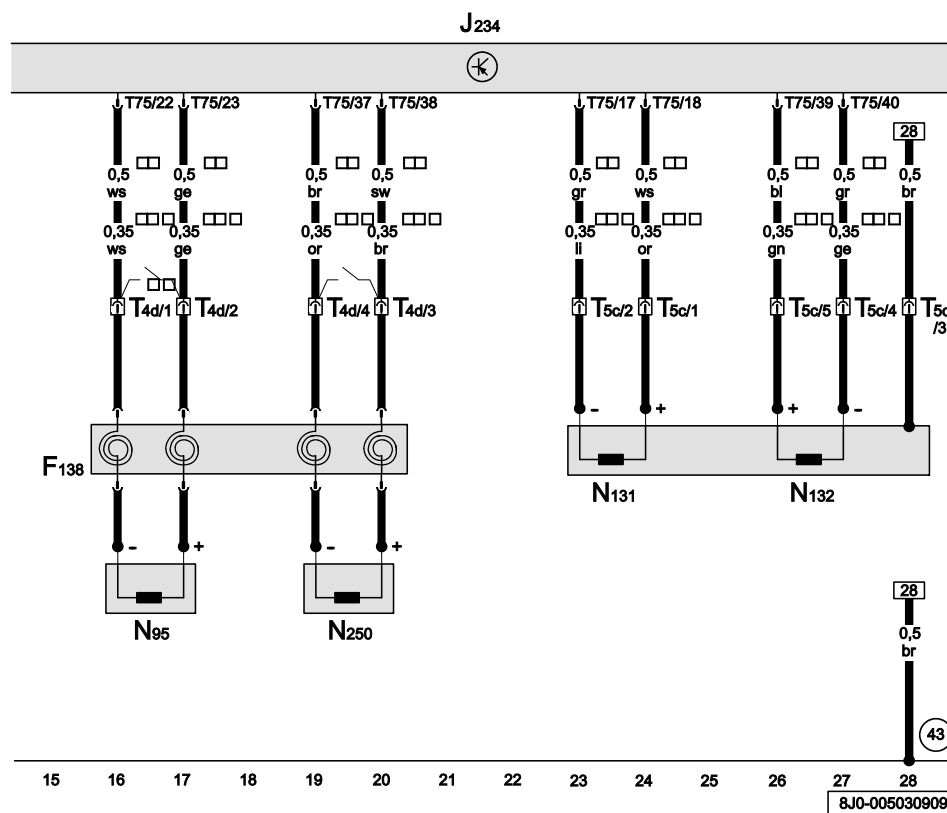 J234
T75/22 T75/23 T75/37 T75/38 T75/17 T75/18 T75/39 T75/40
28
0,5 0,5 0,5 0,5 0,5 0,5 0,5 0,5 0,5
ws ge br sw gr ws bl gr br
0,35 0,35 0,35 0,35 0,35 0,35 0,35 0,35
ws ge or br li or gn ge
T4d/1 T4d/2 T4d/4 T4d/3 T5c/2 T5c/1 T5c/5 T5c/4 T5c
/3
- + + -
F138
N131 N132
- + - +
N95 N250
28
0,5
br
43
15 16 17 18 19 20 21 22 23 24 25 26 27 28
8J0-005030909